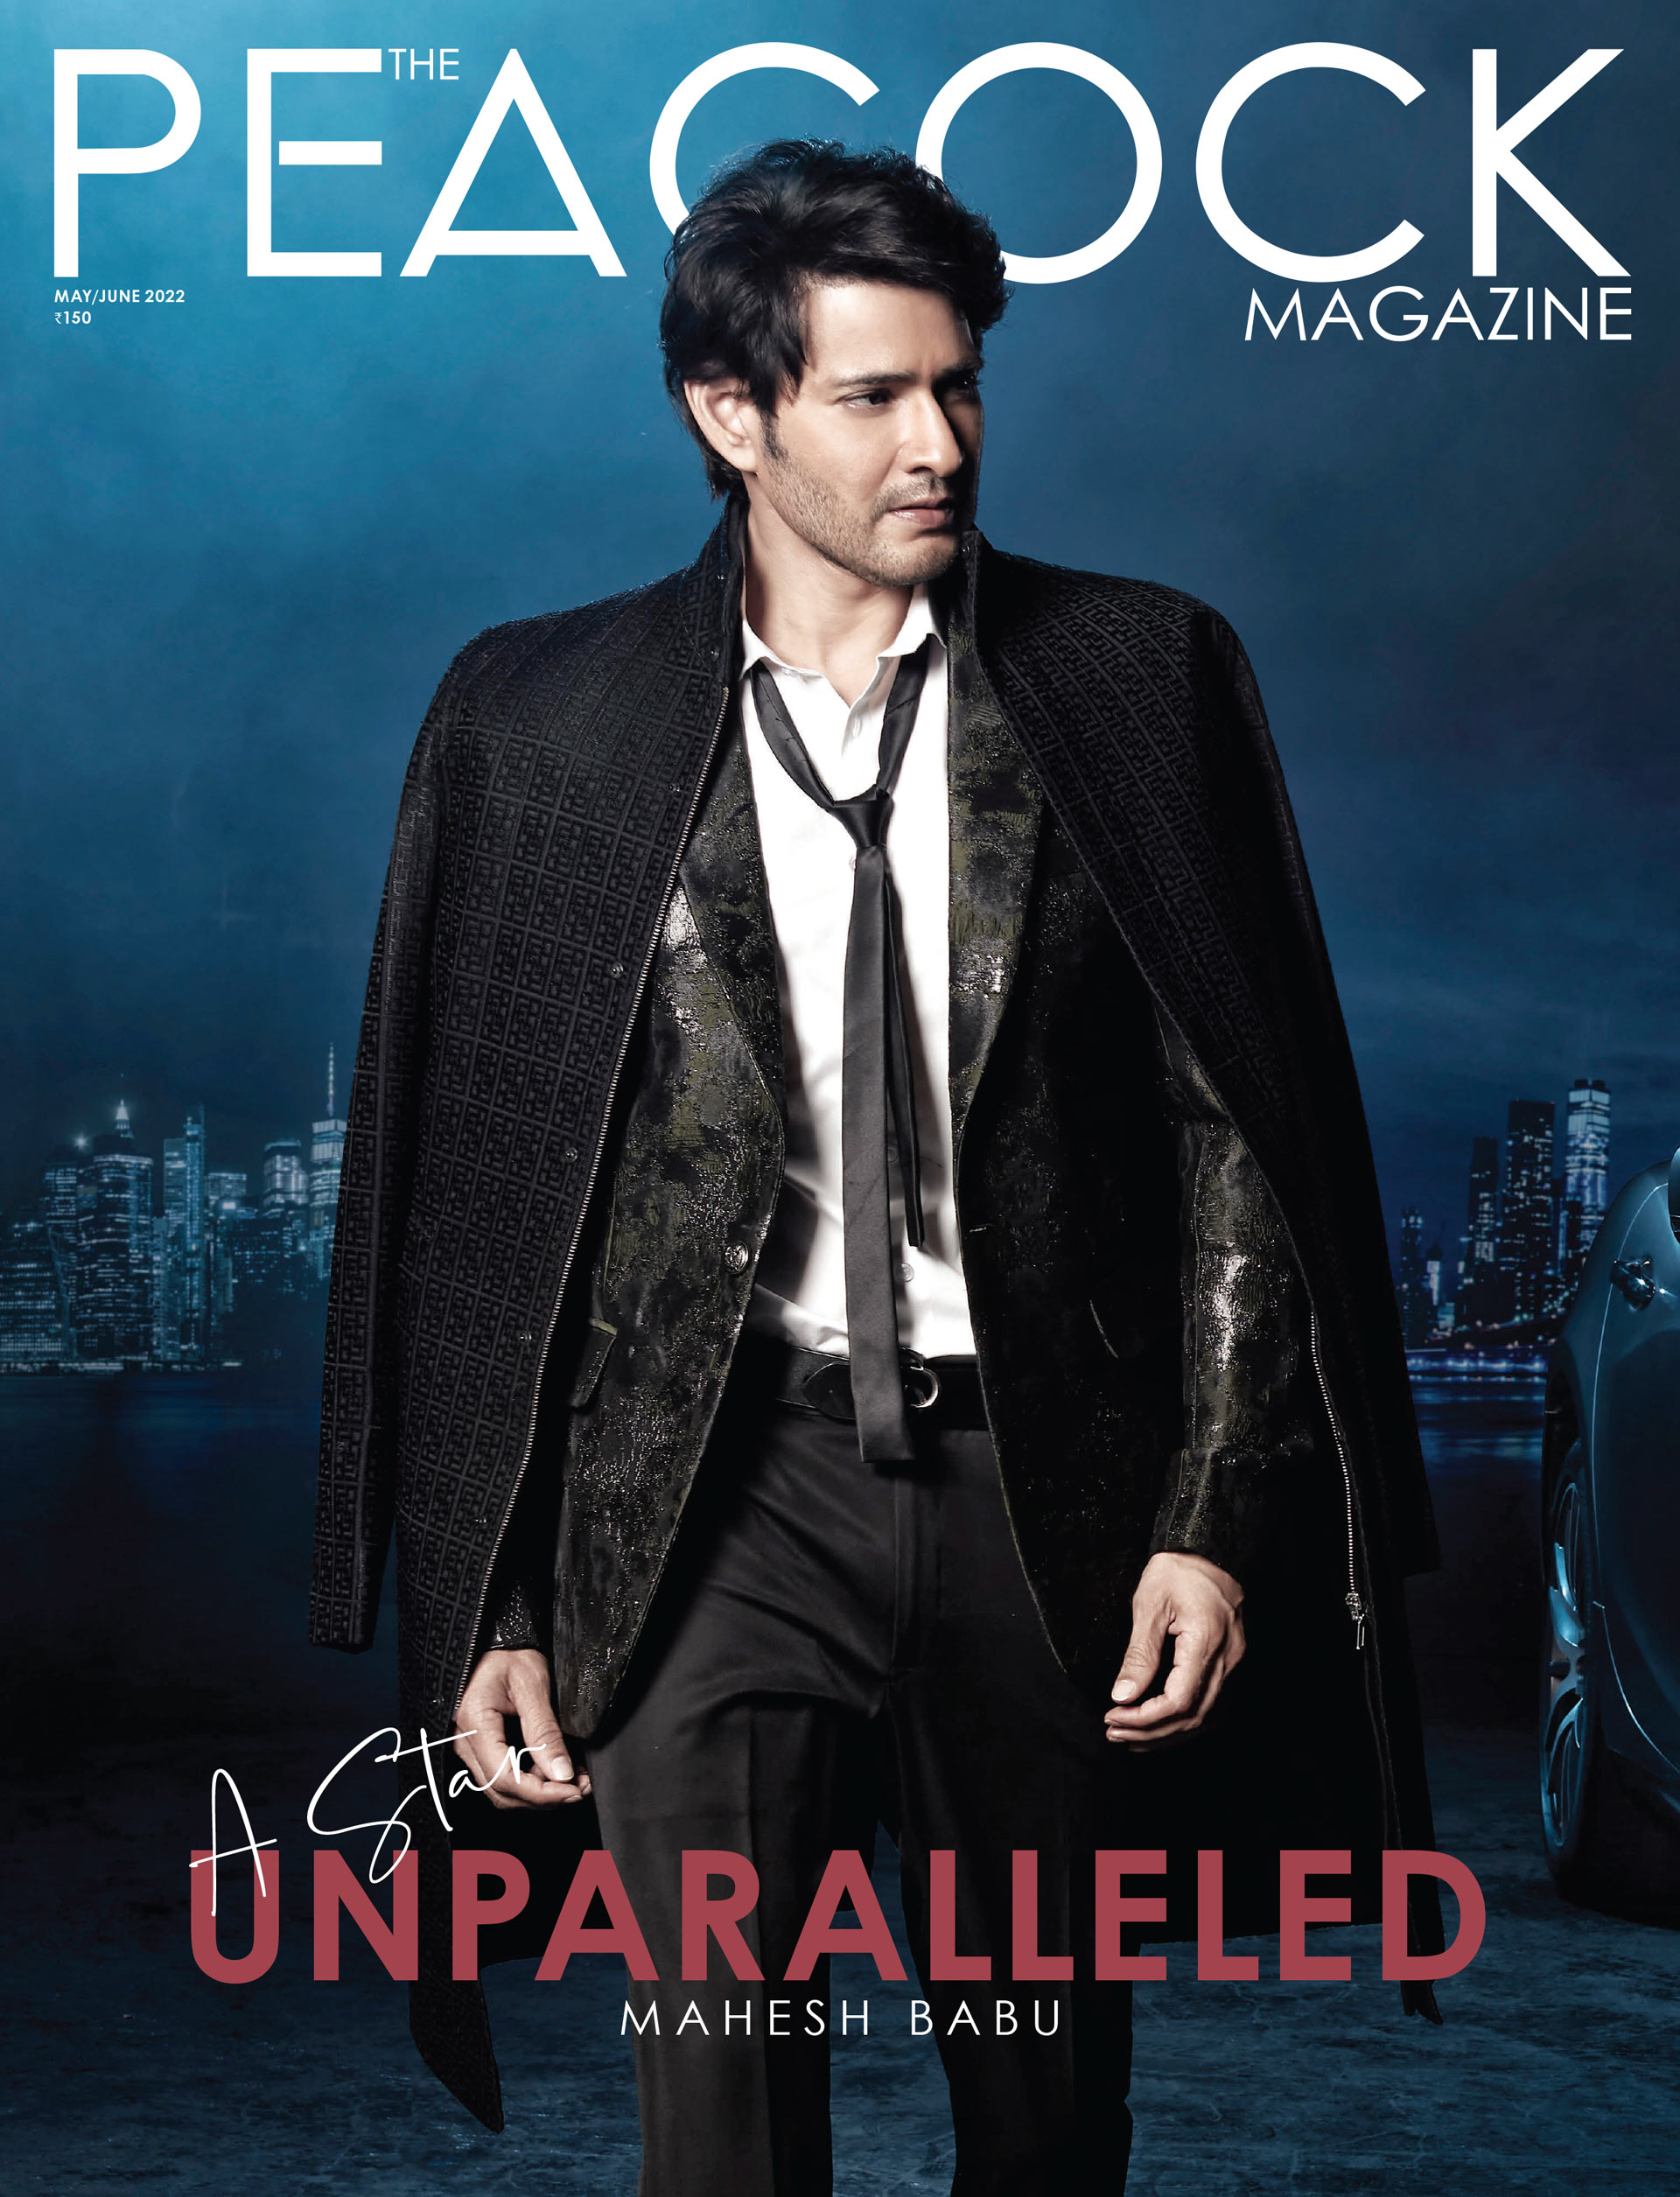 THE
PEACOCK
MAGAZINE
MAY/JUNE 2022
₹150
A Star
UNPARALLELED
MAHESH BABU